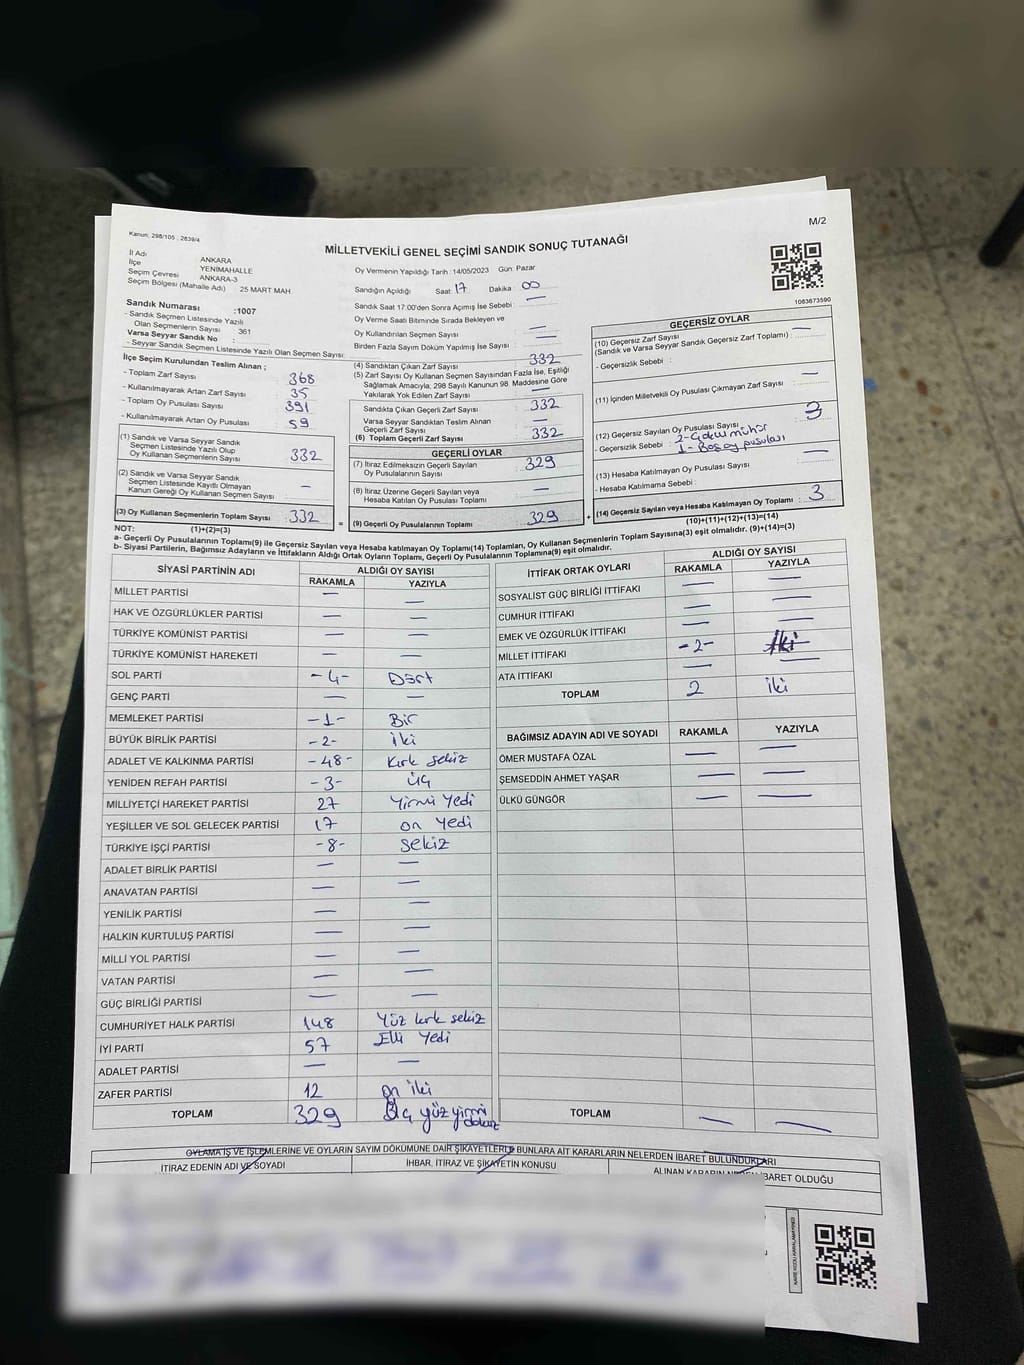 M/2
Kanun: 298/105 , 2839/4
MİLLETVEKİLİ GENEL SEÇİMİ SANDIK SONUÇ TUTANAĞI
İl Adı ANKARA
İlçe YENİMAHALLE
Seçim Çevresi ANKARA-3
Seçim Bölgesi (Mahalle Adı) 25 MART MAH
Sandık Numarası :1007
- Sandık Seçmen Listesinde Yazılı
Olan Seçmenlerin Sayısı : 361
Varsa Seyyar Sandık No :
- Seyyar Sandık Seçmen Listesinde Yazılı Olan Seçmen Sayısı:
İlçe Seçim Kurulundan Teslim Alınan ;
- Toplam Zarf Sayısı 368
- Kullanılmayarak Artan Zarf Sayısı 35
- Toplam Oy Pusulası Sayısı 391
- Kullanılmayarak Artan Oy Pusulası 59
(1) Sandık ve Varsa Seyyar Sandık
Seçmen Listesinde Yazılı Olup
Oy Kullanan Seçmenlerin Sayısı : 332
(2) Sandık ve Varsa Seyyar Sandık
Seçmen Listesinde Kayıtlı Olmayan
Kanun Gereği Oy Kullanan Seçmen Sayısı : –
(3) Oy Kullanan Seçmenlerin Toplam Sayısı : 332
(1)+(2)=(3)
Oy Vermenin Yapıldığı Tarih : 14/05/2023 Gün: Pazar
Sandığın Açıldığı Saat: 17 Dakika : 00
Sandık Saat 17:00'den Sonra Açımış İse Sebebi : —
Oy Verme Saati Bitiminde Sırada Bekleyen ve
Oy Kullandırılan Seçmen Sayısı : —
Birden Fazla Sayım Döküm Yapılmış İse Sayısı : —
(4) Sandıktan Çıkan Zarf Sayısı : 332
(5) Zarf Sayısı Oy Kullanan Seçmen Sayısından Fazla İse, Eşitliği
Sağlamak Amacıyla, 298 Sayılı Kanunun 98. Maddesine Göre
Yakılarak Yok Edilen Zarf Sayısı : —
Sandıkta Çıkan Geçerli Zarf Sayısı : 332
Varsa Seyyar Sandıktan Teslim Alınan
Geçerli Zarf Sayısı : —
(6) Toplam Geçerli Zarf Sayısı : 332
GEÇERLİ OYLAR
(7) İtiraz Edilmeksizin Geçerli Sayılan
Oy Pusulalarının Sayısı : 329
(8) İtiraz Üzerine Geçerli Sayılan veya
Hesaba Katılan Oy Pusulası Toplamı : —
= (9) Geçerli Oy Pusulalarının Toplamı : 329
1083673590
GEÇERSİZ OYLAR
(10) Geçersiz Zarf Sayısı
(Sandık ve Varsa Seyyar Sandık Geçersiz Zarf Toplamı) : —
- Geçersizlik Sebebi :
(11) İçinden Milletvekili Oy Pusulası Çıkmayan Zarf Sayısı : —
(12) Geçersiz Sayılan Oy Pusulası Sayısı : 3
- Geçersizlik Sebebi : 2- Çoklu mühür
1- Boş oy pusulası
(13) Hesaba Katılmayan Oy Pusulası Sayısı : —
- Hesaba Katılmama Sebebi :
+ (14) Geçersiz Sayılan veya Hesaba Katılmayan Oy Toplamı : 3
(10)+(11)+(12)+(13)=(14)
NOT:
a- Geçerli Oy Pusulalarının Toplamı(9) ile Geçersiz Sayılan veya Hesaba katılmayan Oy Toplamı(14) Toplamları, Oy Kullanan Seçmenlerin Toplam Sayısına(3) eşit olmalıdır. (9)+(14)=(3)
b- Siyasi Partilerin, Bağımsız Adayların ve İttifakların Aldığı Ortak Oyların Toplamı, Geçerli Oy Pusulalarının Toplamına(9) eşit olmalıdır.
SİYASİ PARTİNİN ADI ALDIĞI OY SAYISI
RAKAMLA YAZIYLA
MİLLET PARTİSİ — —
HAK VE ÖZGÜRLÜKLER PARTİSİ — —
TÜRKİYE KOMÜNİST PARTİSİ — —
TÜRKİYE KOMÜNİST HAREKETİ — —
SOL PARTİ -4- Dört
GENÇ PARTİ — —
MEMLEKET PARTİSİ -1- Bir
BÜYÜK BİRLİK PARTİSİ -2- iki
ADALET VE KALKINMA PARTİSİ -48- Kırk sekiz
YENİDEN REFAH PARTİSİ -3- üç
MİLLİYETÇİ HAREKET PARTİSİ 27 Yirmi Yedi
YEŞİLLER VE SOL GELECEK PARTİSİ 17 on Yedi
TÜRKİYE İŞÇİ PARTİSİ -8- sekiz
ADALET BİRLİK PARTİSİ — —
ANAVATAN PARTİSİ — —
YENİLİK PARTİSİ — —
HALKIN KURTULUŞ PARTİSİ — —
MİLLİ YOL PARTİSİ — —
VATAN PARTİSİ — —
GÜÇ BİRLİĞİ PARTİSİ — —
CUMHURİYET HALK PARTİSİ 148 Yüz kırk sekiz
İYİ PARTİ 57 Elli Yedi
ADALET PARTİSİ — —
ZAFER PARTİSİ 12 on iki
TOPLAM 329 Üç yüz yirmi dokuz
İTTİFAK ORTAK OYLARI ALDIĞI OY SAYISI
RAKAMLA YAZIYLA
SOSYALIST GÜÇ BİRLİĞİ İTTİFAKI — —
CUMHUR İTTİFAKI — —
EMEK VE ÖZGÜRLÜK İTTİFAKI — —
MİLLET İTTİFAKI -2- iki
ATA İTTİFAKI — —
TOPLAM 2 iki
BAĞIMSIZ ADAYIN ADI VE SOYADI RAKAMLA YAZIYLA
ÖMER MUSTAFA ÖZAL — —
ŞEMSEDDİN AHMET YAŞAR — —
ÜLKÜ GÜNGÖR — —
TOPLAM — —
OYLAMA İŞ VE İŞLEMLERİNE VE OYLARIN SAYIM DÖKÜMÜNE DAİR ŞİKAYETLERLE BUNLARA AİT KARARLARIN NELERDEN İBARET BULUNDUKLARI
İTİRAZ EDENİN ADI VE SOYADI İHBAR, İTİRAZ VE ŞİKAYETİN KONUSU ALINAN KARARIN NEDEN İBARET OLDUĞU